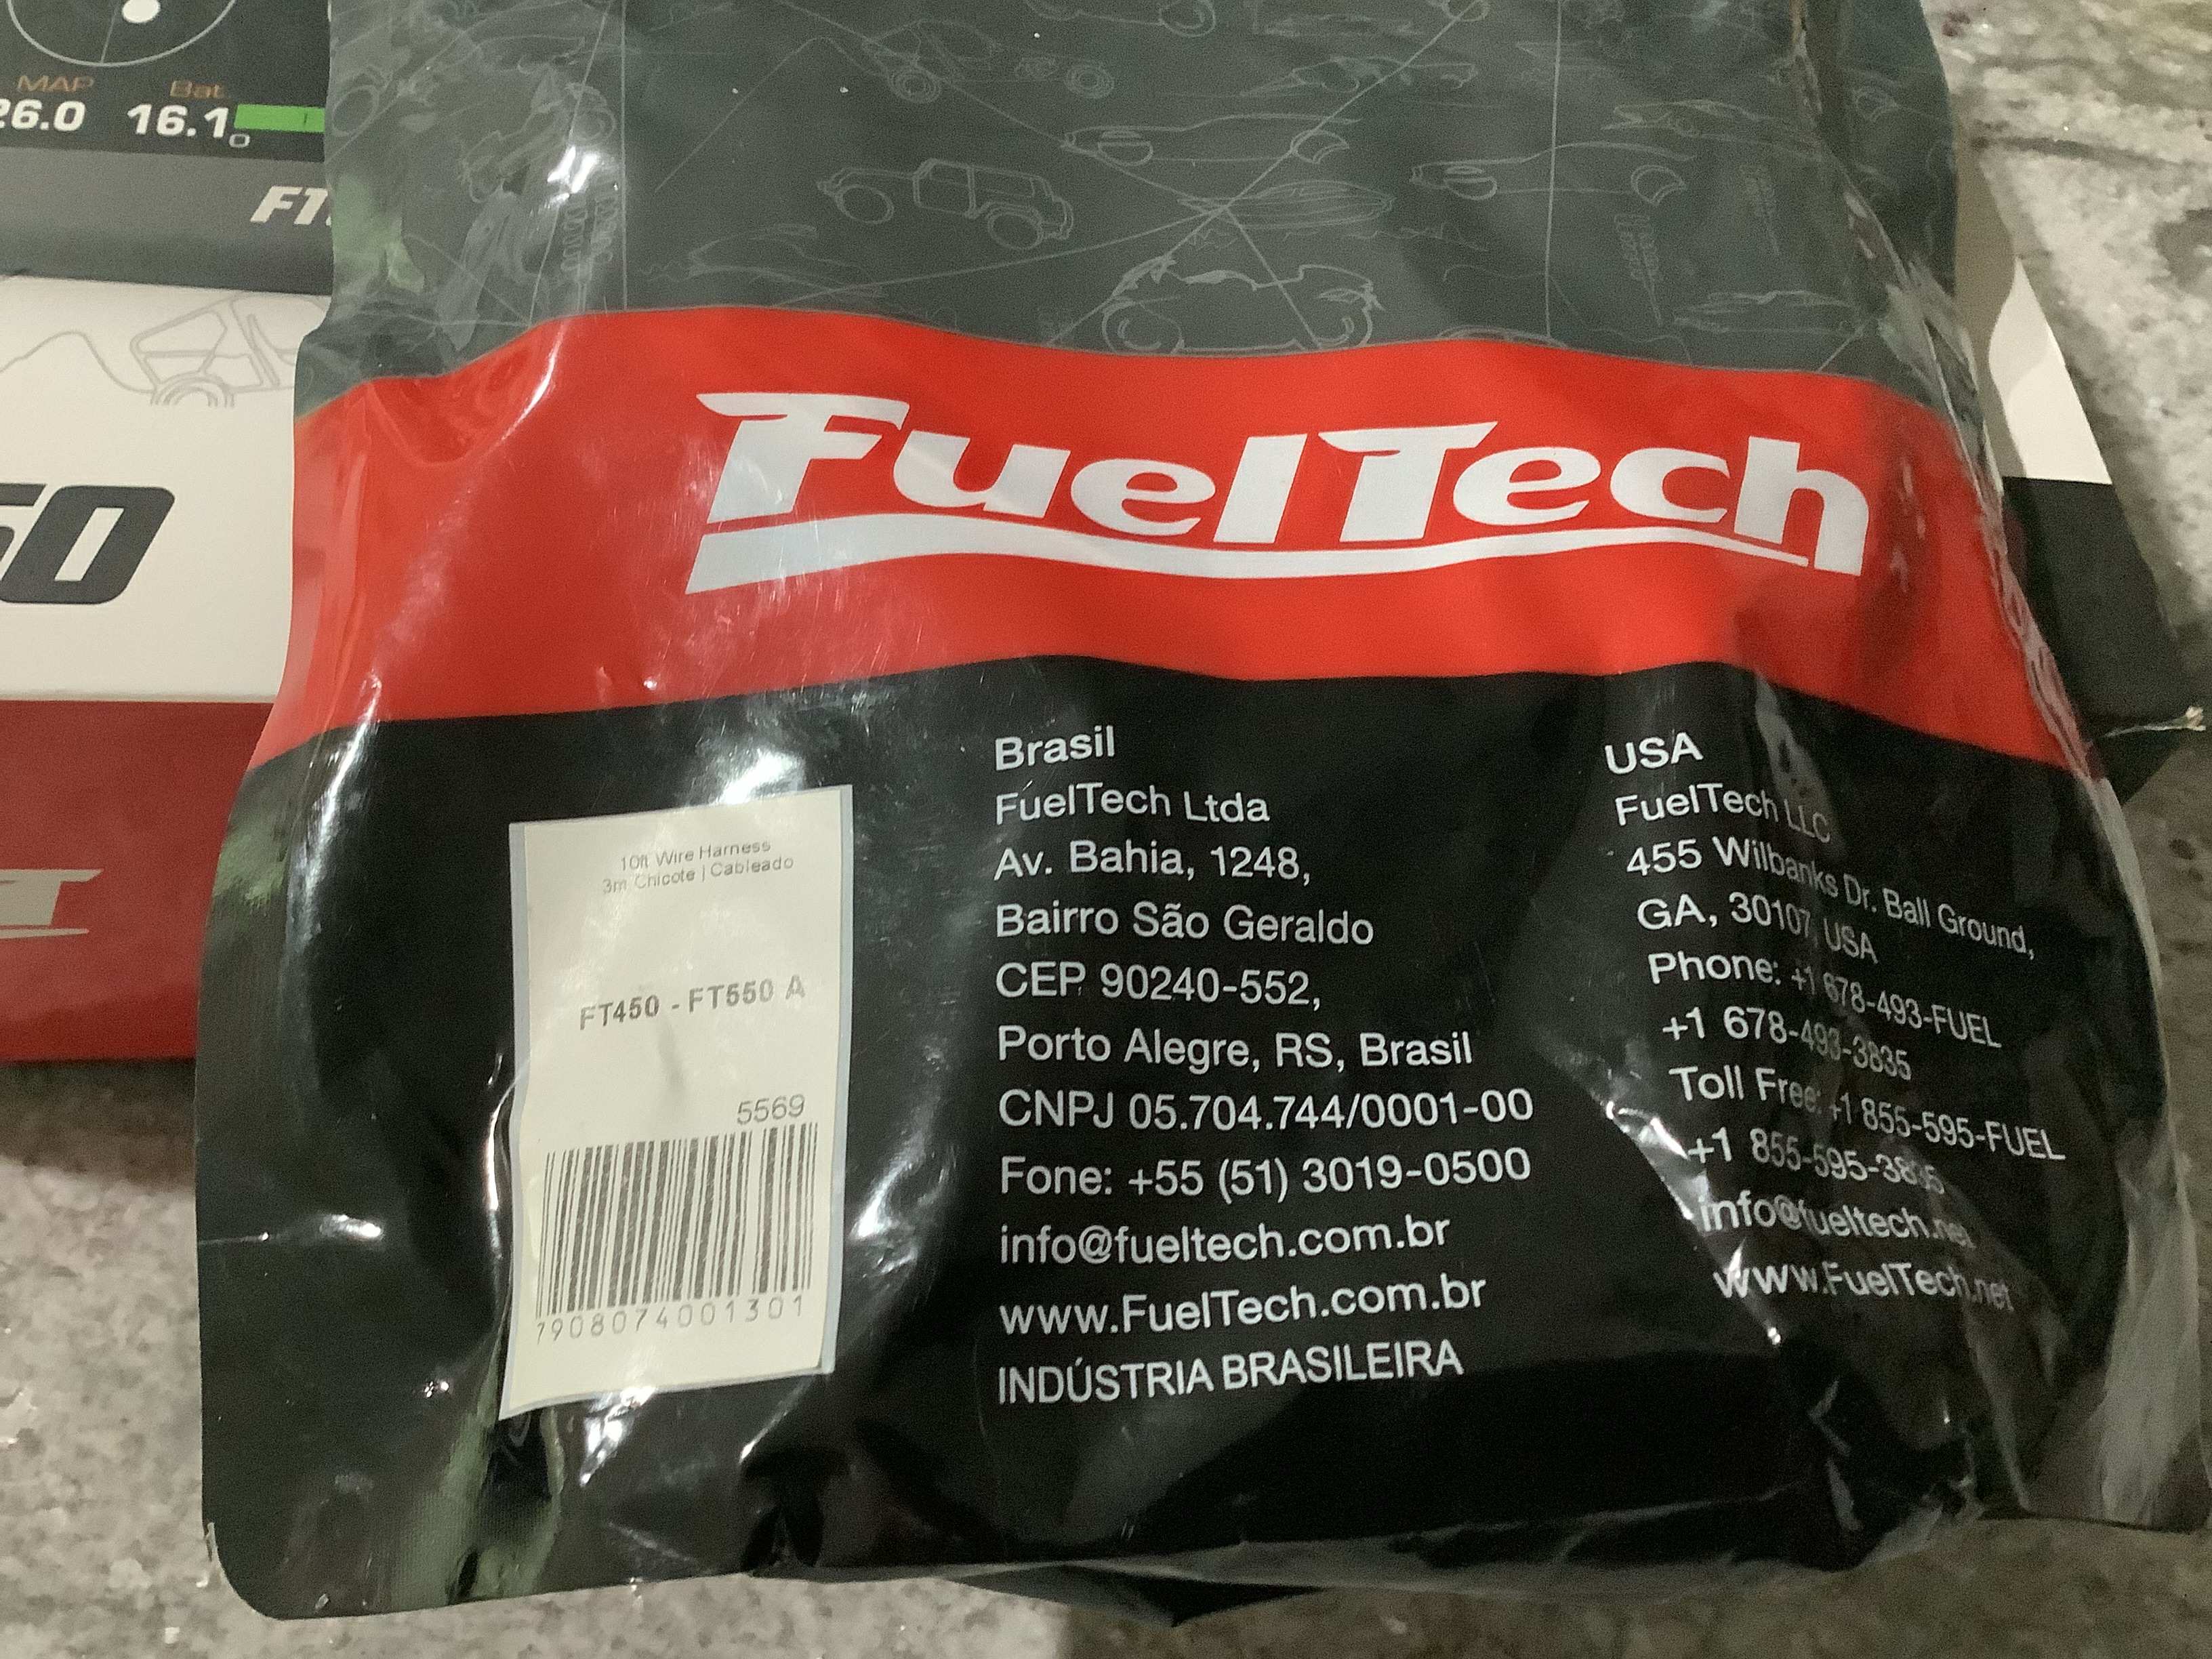 MAP Bat
26.0 16.1
0
FT
50
FuelTech
10ft Wire Harness
3m Chicote | Cableado
FT450 - FT550 A
5569
7908074001301
Brasil
FuelTech Ltda
Av. Bahia, 1248,
Bairro São Geraldo
CEP 90240-552,
Porto Alegre, RS, Brasil
CNPJ 05.704.744/0001-00
Fone: +55 (51) 3019-0500
info@fueltech.com.br
www.FuelTech.com.br
INDÚSTRIA BRASILEIRA
USA
FuelTech LLC
455 Wilbanks Dr. Ball Ground,
GA, 30107, USA
Phone: +1 678-493-FUEL
+1 678-493-3835
Toll Free: +1 855-595-FUEL
+1 855-595-3835
info@fueltech.net
www.FuelTech.net